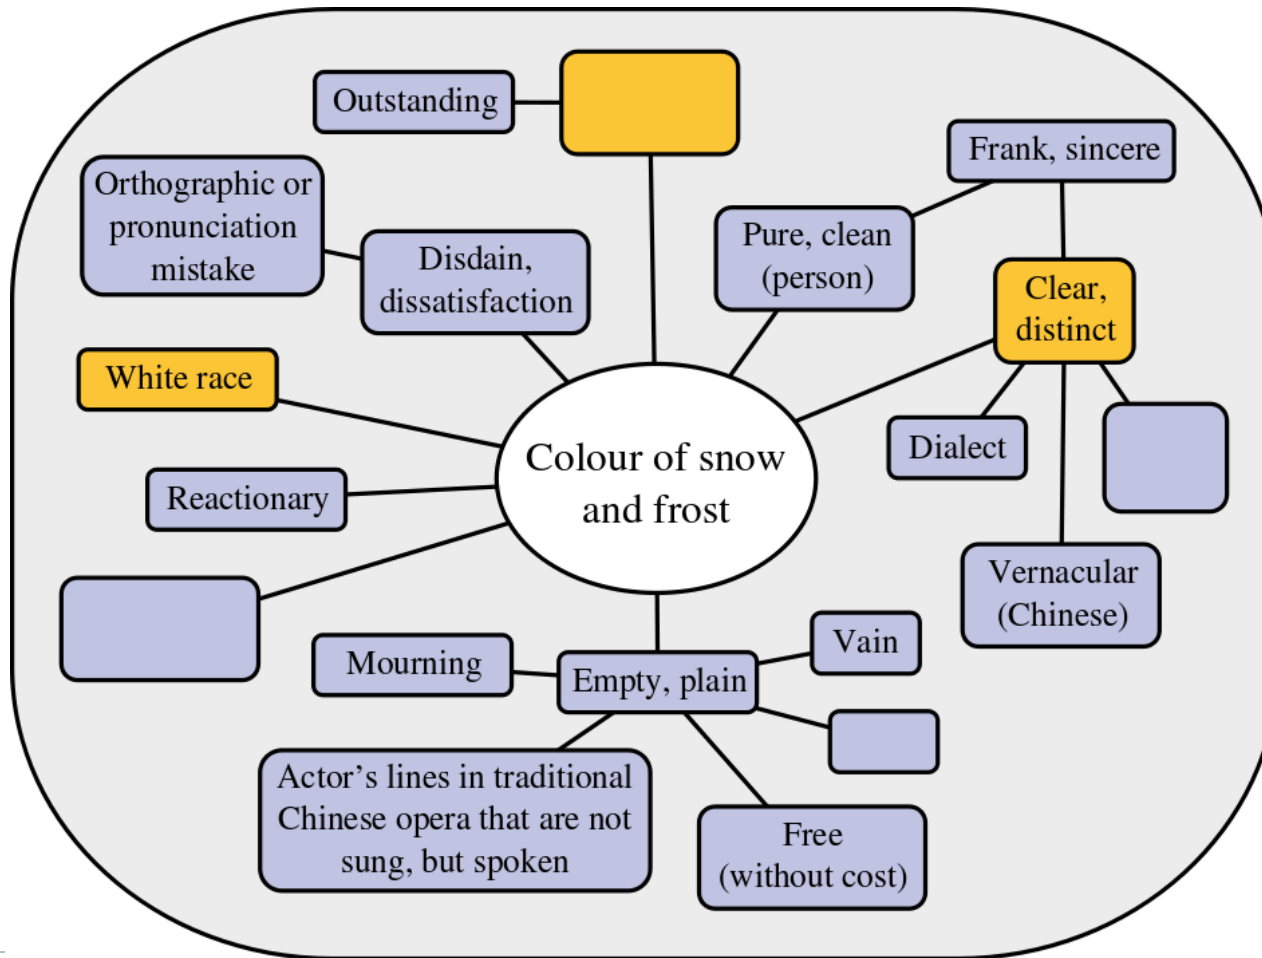 Outstanding
Frank, sincere
Orthographic or
pronunciation
mistake
Pure, clean
(person)
Disdain,
dissatisfaction
Clear,
distinct
White race
Dialect
Colour of snow
and frost
Reactionary
Vernacular
(Chinese)
Vain
Mourning
Empty, plain
Actor’s lines in traditional
Chinese opera that are not
sung, but spoken
Free
(without cost)